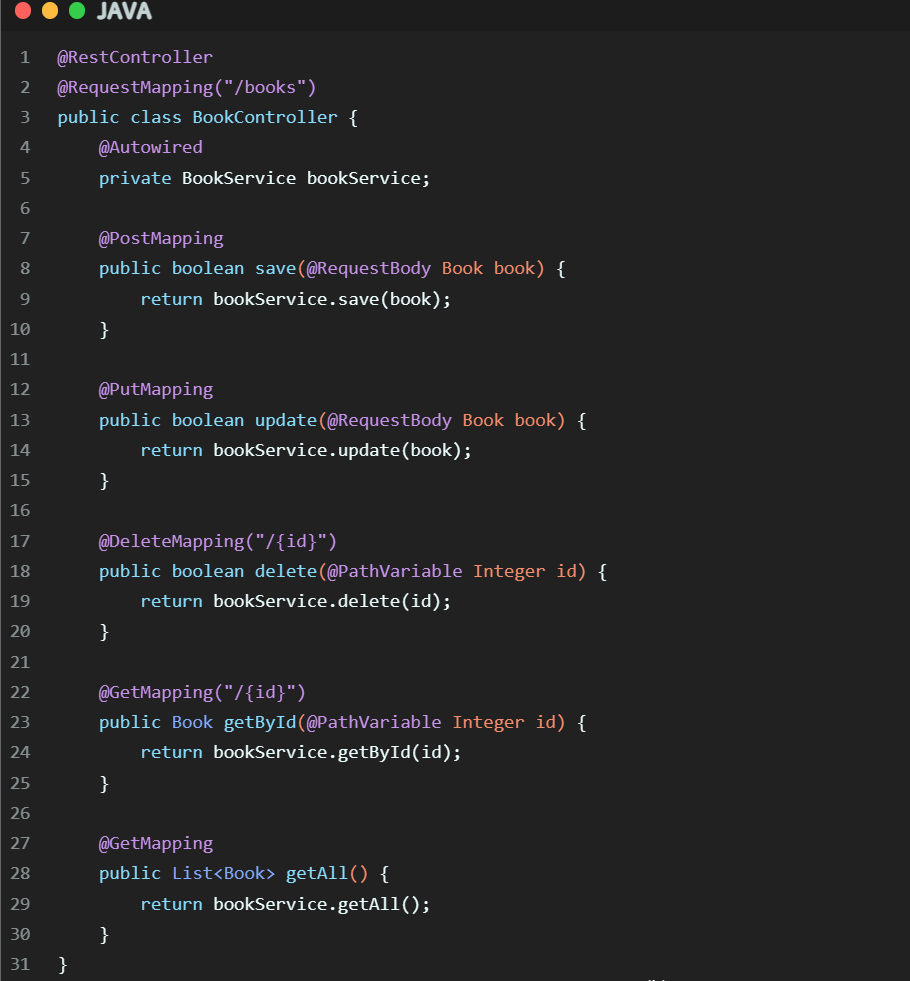 JAVA
1 @RestController
2 @RequestMapping("/books")
3 public class BookController {
4     @Autowired
5     private BookService bookService;
6
7     @PostMapping
8     public boolean save(@RequestBody Book book) {
9         return bookService.save(book);
10     }
11
12     @PutMapping
13     public boolean update(@RequestBody Book book) {
14         return bookService.update(book);
15     }
16
17     @DeleteMapping("/{id}")
18     public boolean delete(@PathVariable Integer id) {
19         return bookService.delete(id);
20     }
21
22     @GetMapping("/{id}")
23     public Book getById(@PathVariable Integer id) {
24         return bookService.getById(id);
25     }
26
27     @GetMapping
28     public List<Book> getAll() {
29         return bookService.getAll();
30     }
31 }